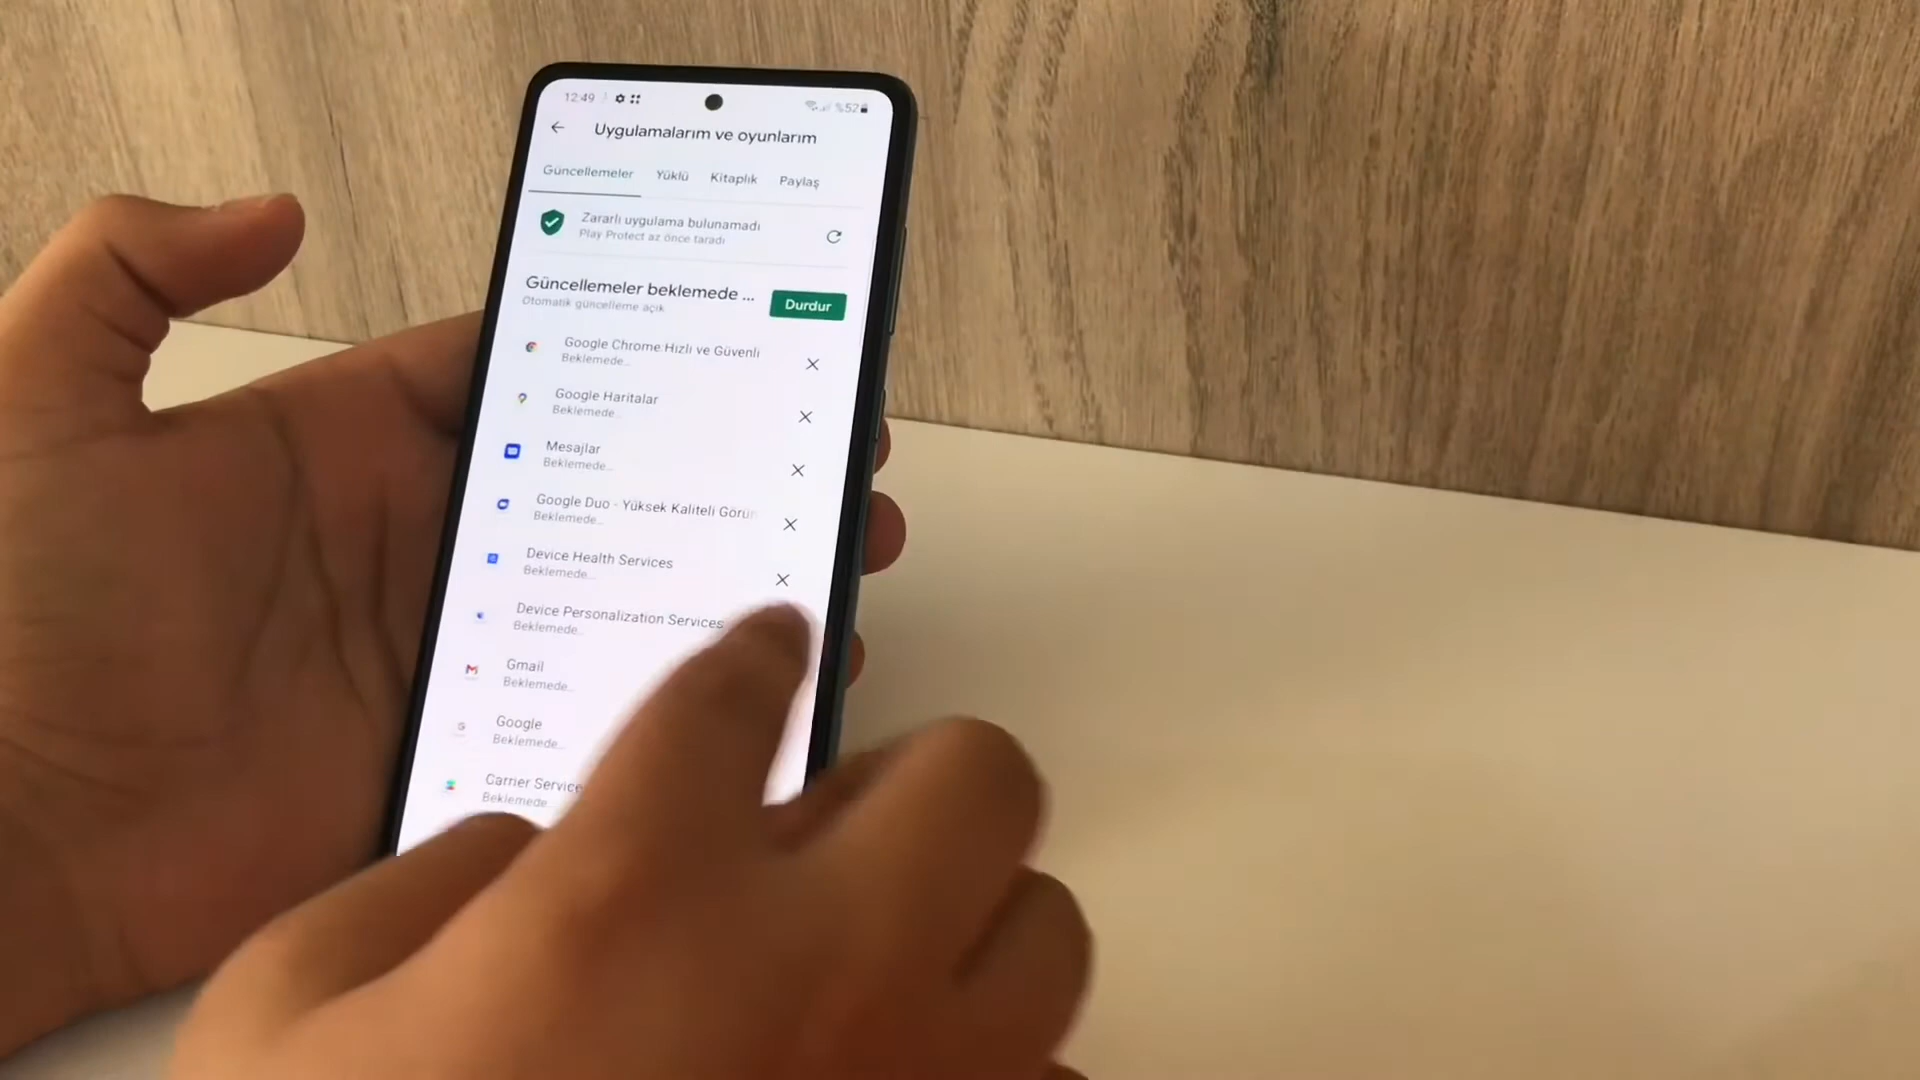 12:49 %52
Uygulamalarım ve oyunlarım
Güncellemeler Yüklü Kitaplık Paylaş
Zararlı uygulama bulunamadı
Play Protect az önce taradı
Güncellemeler beklemede ...
Durdur
Otomatik güncelleme açık
Google Chrome: Hızlı ve Güvenli
Beklemede...
Google Haritalar
Beklemede...
Mesajlar
Beklemede...
Google Duo - Yüksek Kaliteli Görün
Beklemede...
Device Health Services
Beklemede...
Device Personalization Services
Beklemede...
Gmail
Beklemede...
Google
Beklemede...
Carrier Service
Beklemede